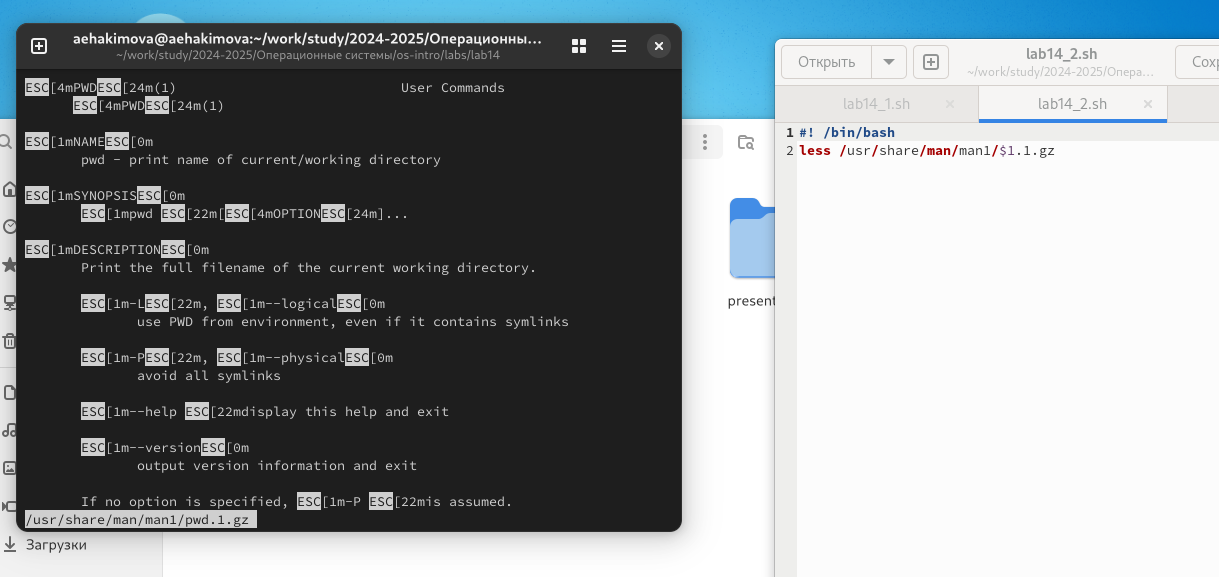 aehakimova@aehakimova:~/work/study/2024-2025/Операционны...
~/work/study/2024-2025/Операционные системы/os-intro/labs/lab14
ESC[4mPWDESC[24m(1) User Commands
ESC[4mPWDESC[24m(1)
ESC[1mNAMEESC[0m
pwd - print name of current/working directory
ESC[1mSYNOPSISESC[0m
ESC[1mpwd ESC[22m[ESC[4mOPTIONESC[24m]...
ESC[1mDESCRIPTIONESC[0m
Print the full filename of the current working directory.
ESC[1m-LESC[22m, ESC[1m--logicalESC[0m
use PWD from environment, even if it contains symlinks
ESC[1m-PESC[22m, ESC[1m--physicalESC[0m
avoid all symlinks
ESC[1m--help ESC[22mdisplay this help and exit
ESC[1m--versionESC[0m
output version information and exit
If no option is specified, ESC[1m-P ESC[22mis assumed.
/usr/share/man/man1/pwd.1.gz
Загрузки
present
Открыть
lab14_2.sh
~/work/study/2024-2025/Опера...
Сохр
lab14_1.sh
lab14_2.sh
1 #! /bin/bash
2 less /usr/share/man/man1/$1.1.gz